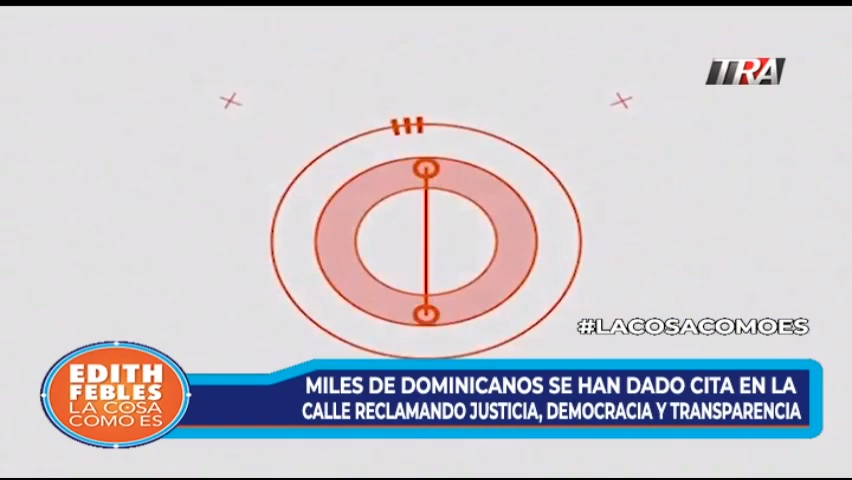 TRA
#LACOSACOMOES
EDITH
FEBLES
LA COSA
COMO ES
MILES DE DOMINICANOS SE HAN DADO CITA EN LA
CALLE RECLAMANDO JUSTICIA, DEMOCRACIA Y TRANSPARENCIA